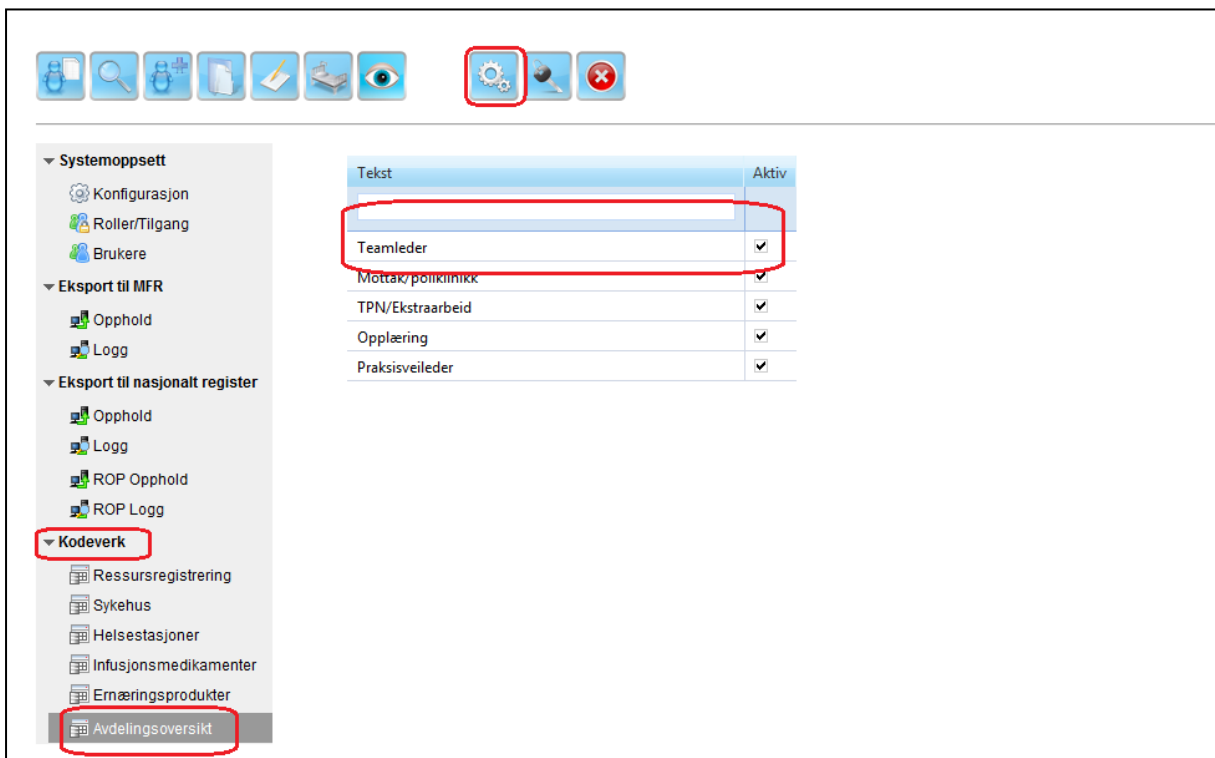 Systemoppsett
Konfigurasjon
Roller/Tilgang
Brukere
Eksport til MFR
Opphold
Logg
Eksport til nasjonalt register
Opphold
Logg
ROP Opphold
ROP Logg
Kodeverk
Ressursregistrering
Sykehus
Helsestasjoner
Infusjonsmedikamenter
Ernæringsprodukter
Avdelingsoversikt
Tekst Aktiv
Teamleder
Mottak/poliklinikk
TPN/Ekstraarbeid
Opplæring
Praksisveileder